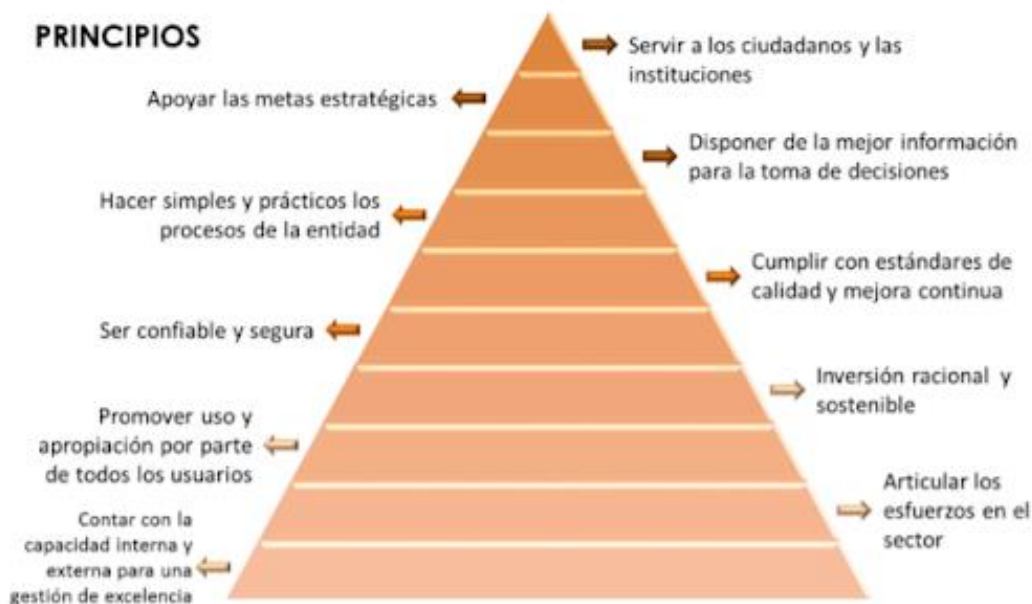 PRINCIPIOS
Servir a los ciudadanos y las
instituciones
Apoyar las metas estratégicas
Disponer de la mejor información
para la toma de decisiones
Hacer simples y prácticos los
procesos de la entidad
Cumplir con estándares de
calidad y mejora continua
Ser confiable y segura
Inversión racional y
sostenible
Promover uso y
apropiación por parte
de todos los usuarios
Articular los
esfuerzos en el
sector
Contar con la
capacidad interna y
externa para una
gestión de excelencia